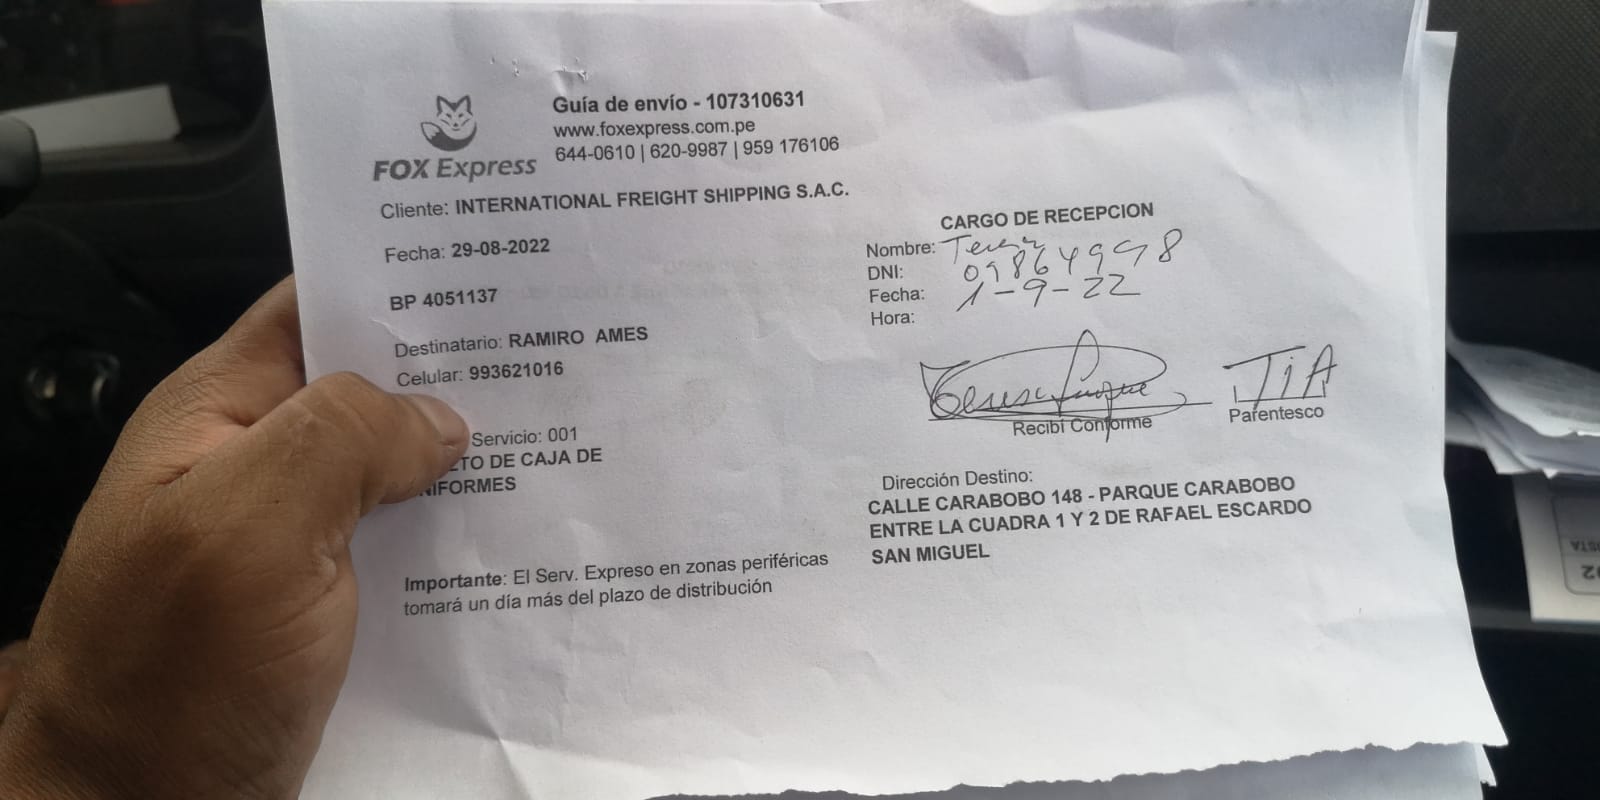 FOX Express
Guía de envío - 107310631
www.foxexpress.com.pe
644-0610 | 620-9987 | 959 176106
Cliente: INTERNATIONAL FREIGHT SHIPPING S.A.C.
Fecha: 29-08-2022
BP 4051137
Destinatario: RAMIRO AMES
Celular: 993621016
Servicio: 001
ETO DE CAJA DE
NIFORMES
Importante: El Serv. Expreso en zonas periféricas
tomará un día más del plazo de distribución
CARGO DE RECEPCION
Nombre:
DNI: 09864998
Fecha: 1-9-22
Hora:
Recibí Conforme
TIA
Parentesco
Dirección Destino:
CALLE CARABOBO 148 - PARQUE CARABOBO
ENTRE LA CUADRA 1 Y 2 DE RAFAEL ESCARDO
SAN MIGUEL